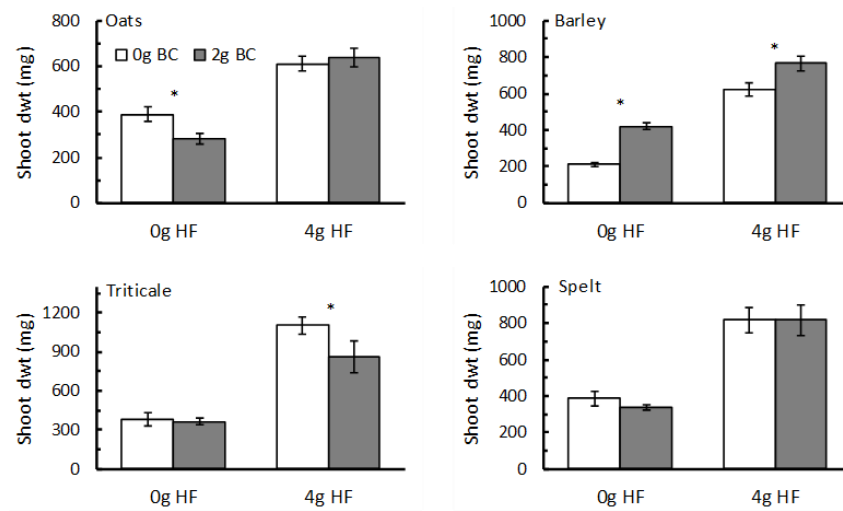 Oats
0g BC 2g BC
Shoot dwt (mg)
800
600
400
200
0
*
0g HF 4g HF
Barley
Shoot dwt (mg)
1000
800
600
400
200
0
*
*
0g HF 4g HF
Triticale
Shoot dwt (mg)
1200
900
600
300
0
*
0g HF 4g HF
Spelt
Shoot dwt (mg)
1000
800
600
400
200
0
0g HF 4g HF